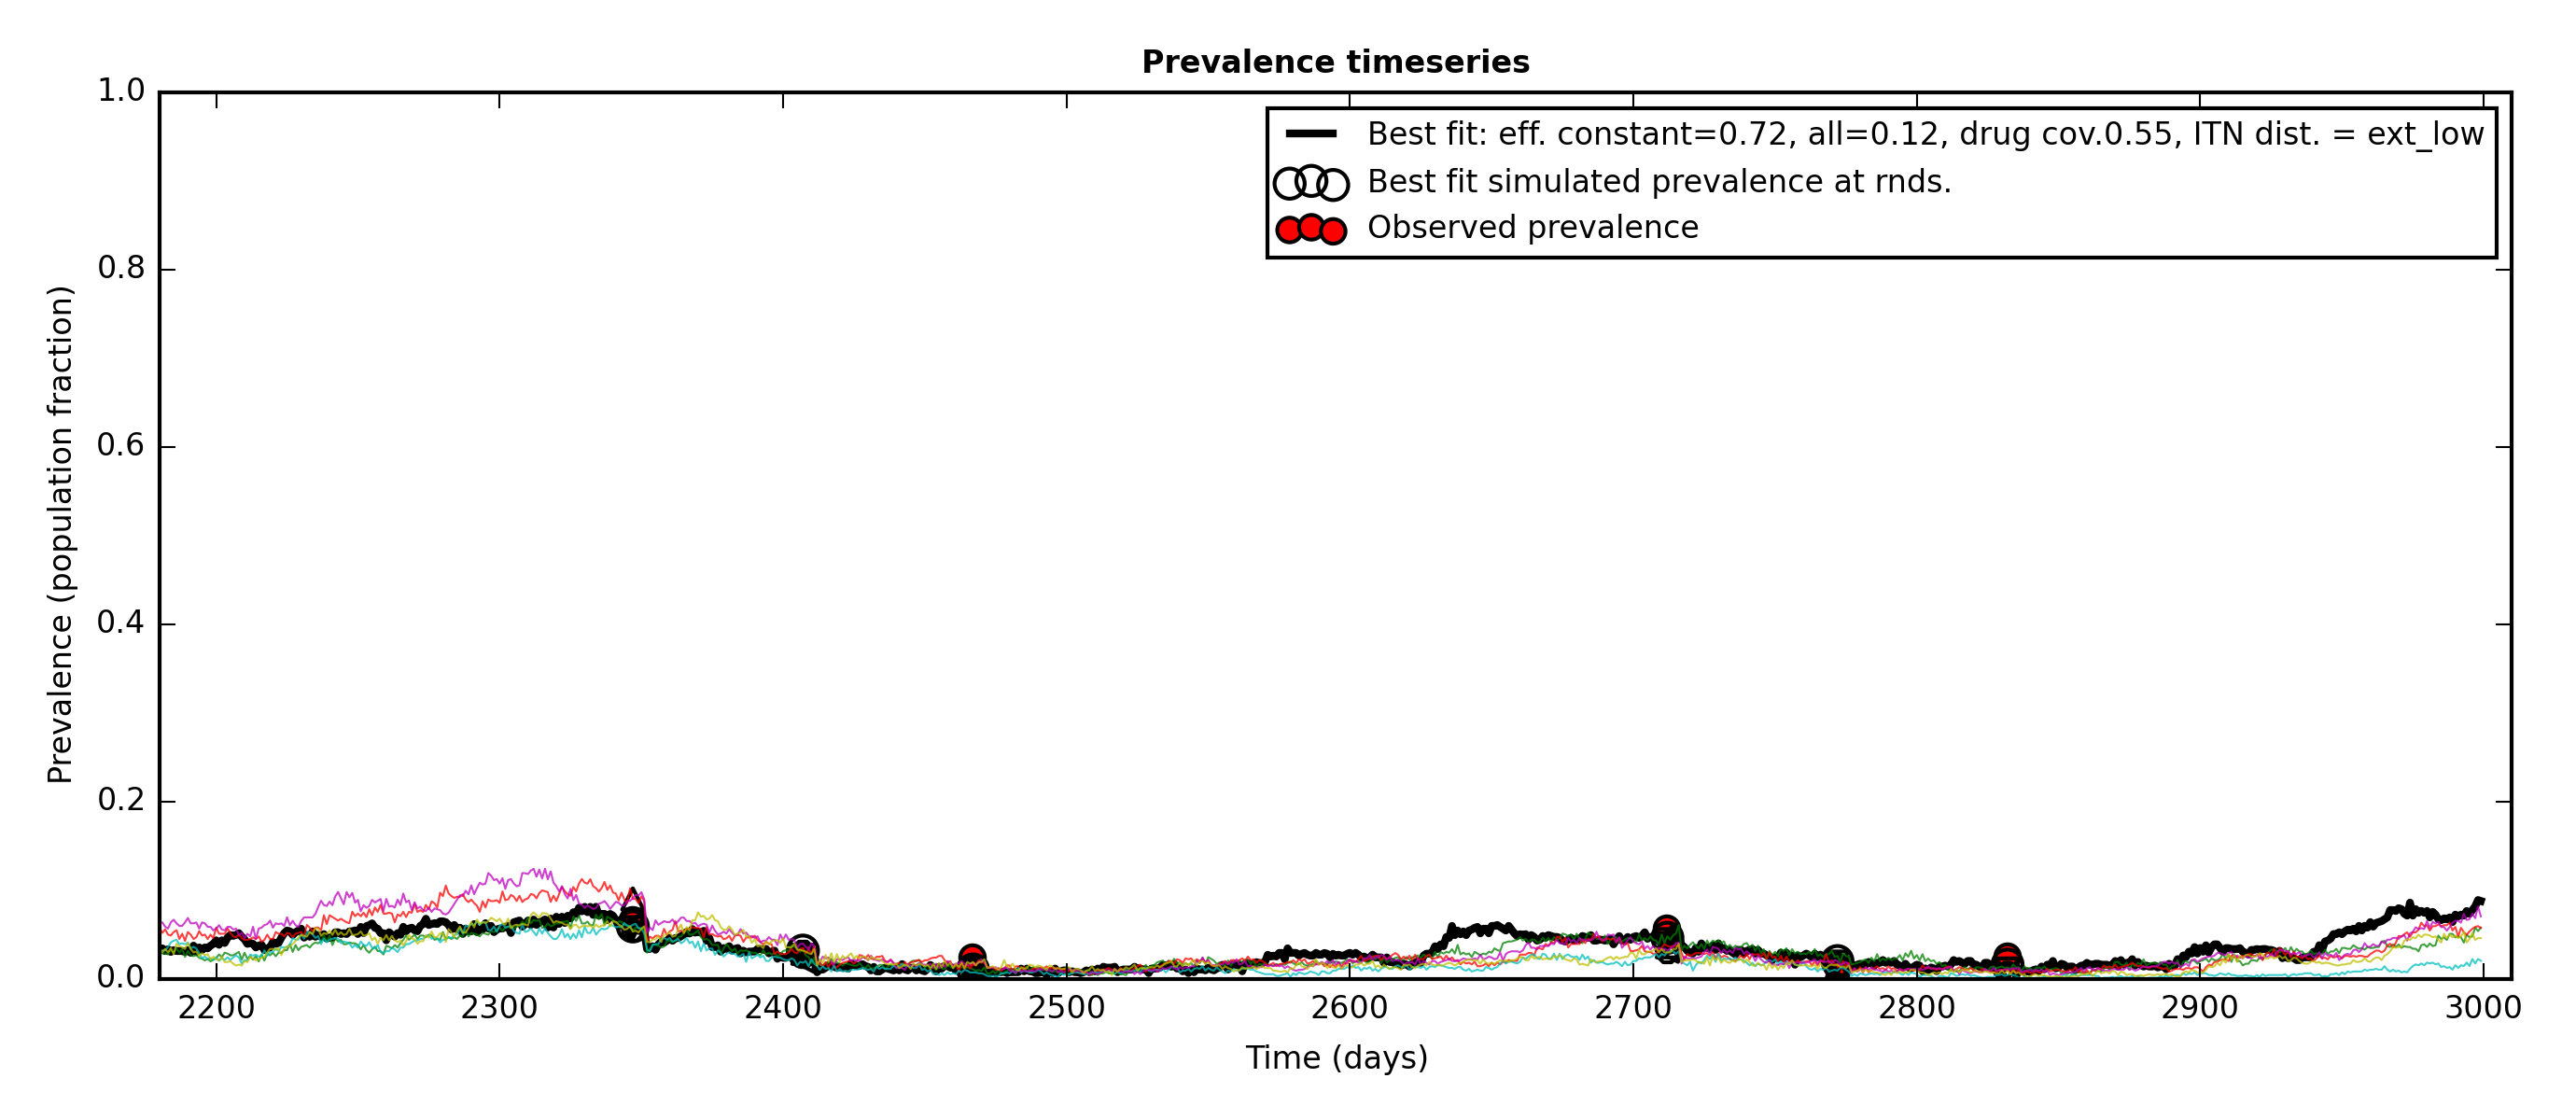 Prevalence timeseries
Best fit: eff. constant=0.72, all=0.12, drug cov.0.55, ITN dist. = ext_low
Best fit simulated prevalence at rnds.
Observed prevalence
Prevalence (population fraction)
1.0
0.8
0.6
0.4
0.2
0.0
2200 2300 2400 2500 2600 2700 2800 2900 3000
Time (days)